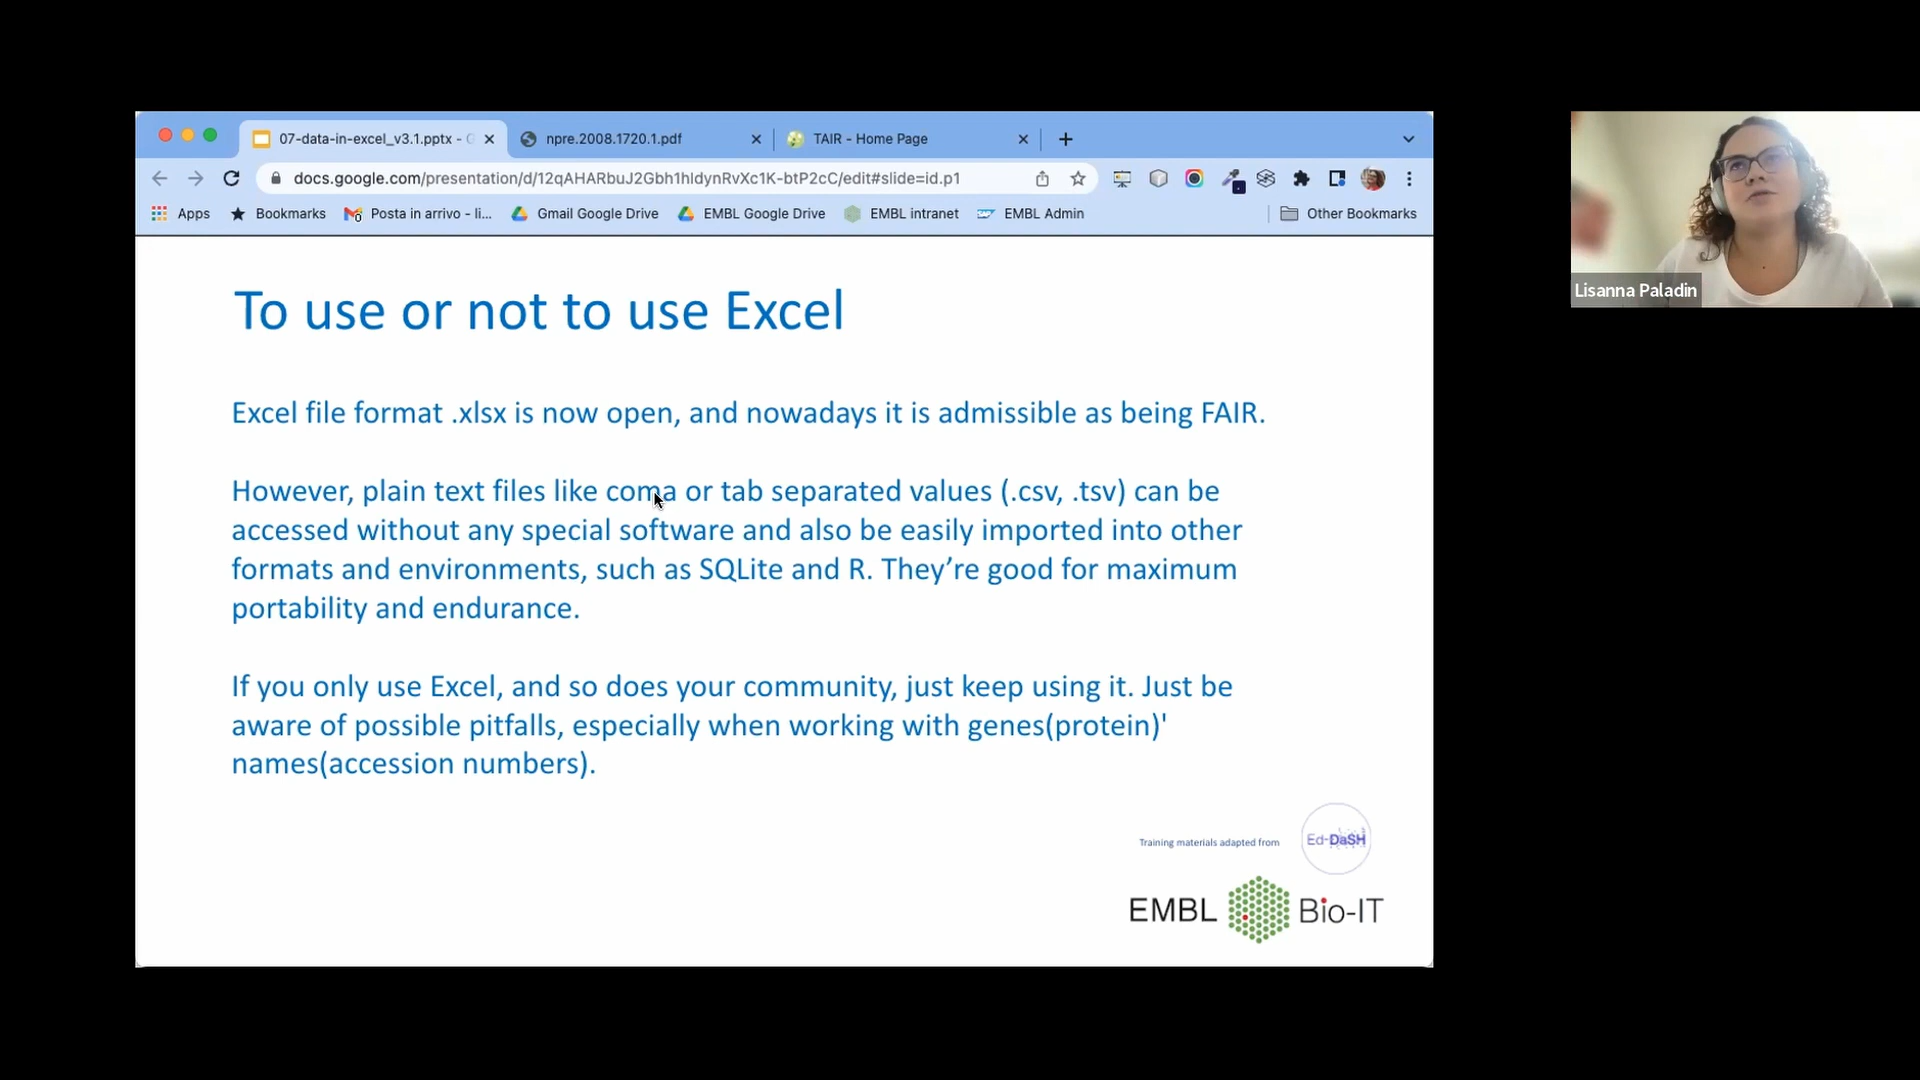 07-data-in-excel_v3.1.pptx - G
npre.2008.1720.1.pdf
TAIR - Home Page
docs.google.com/presentation/d/12qAHARbuJ2Gbh1hldynRvXc1K-btP2cC/edit#slide=id.p1
Apps
Bookmarks
Posta in arrivo - li...
Gmail Google Drive
EMBL Google Drive
EMBL intranet
EMBL Admin
Other Bookmarks
Lisanna Paladin
To use or not to use Excel
Excel file format .xlsx is now open, and nowadays it is admissible as being FAIR.
However, plain text files like coma or tab separated values (.csv, .tsv) can be
accessed without any special software and also be easily imported into other
formats and environments, such as SQLite and R. They’re good for maximum
portability and endurance.
If you only use Excel, and so does your community, just keep using it. Just be
aware of possible pitfalls, especially when working with genes(protein)'
names(accession numbers).
Training materials adapted from
Ed-DaSH
EMBL Bio-IT